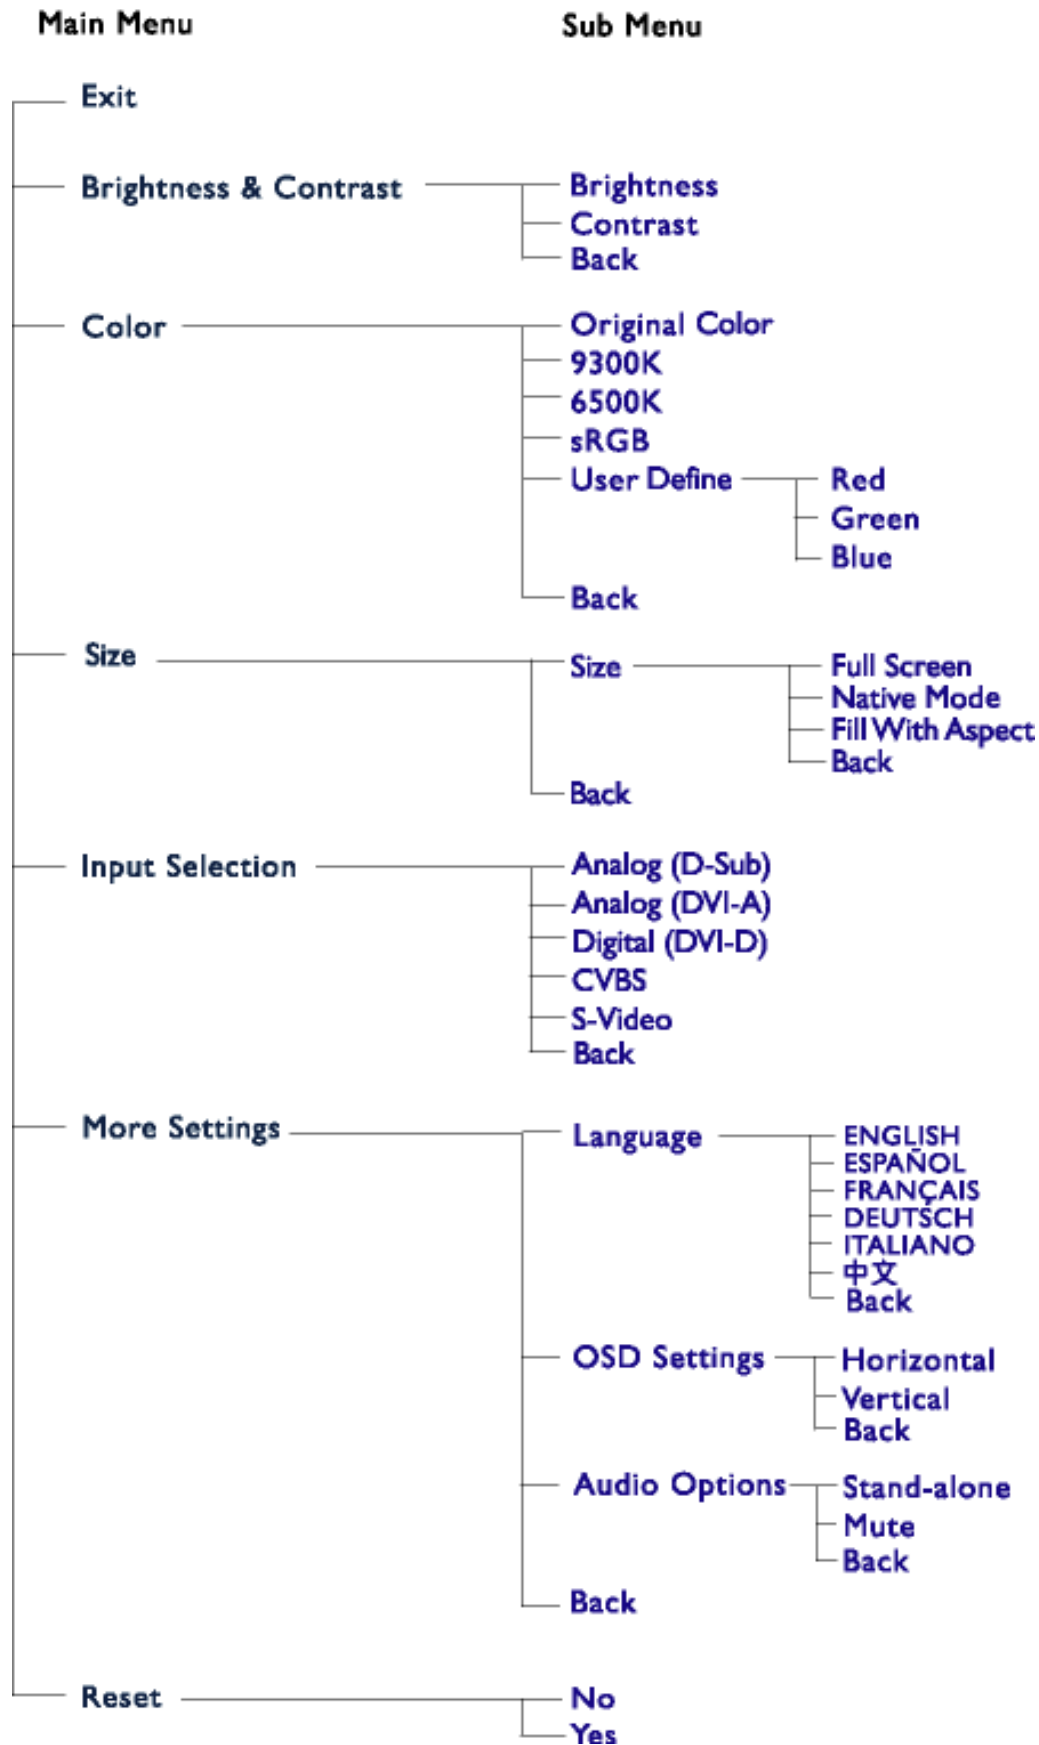 Main Menu
Sub Menu
Exit
Brightness & Contrast
Brightness
Contrast
Back
Color
Original Color
9300K
6500K
sRGB
User Define
Red
Green
Blue
Back
Size
Size
Full Screen
Native Mode
Fill With Aspect
Back
Back
Input Selection
Analog (D-Sub)
Analog (DVI-A)
Digital (DVI-D)
CVBS
S-Video
Back
More Settings
Language
ENGLISH
ESPAÑOL
FRANÇAIS
DEUTSCH
ITALIANO
中文
Back
OSD Settings
Horizontal
Vertical
Back
Audio Options
Stand-alone
Mute
Back
Back
Reset
No
Yes